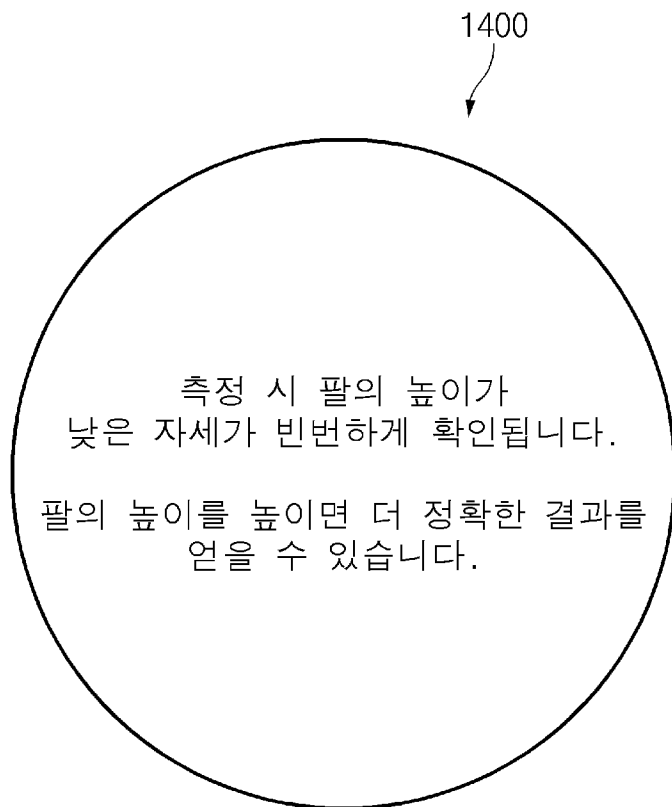 1400
측정 시 팔의 높이가
낮은 자세가 빈번하게 확인됩니다.
팔의 높이를 높이면 더 정확한 결과를
얻을 수 있습니다.